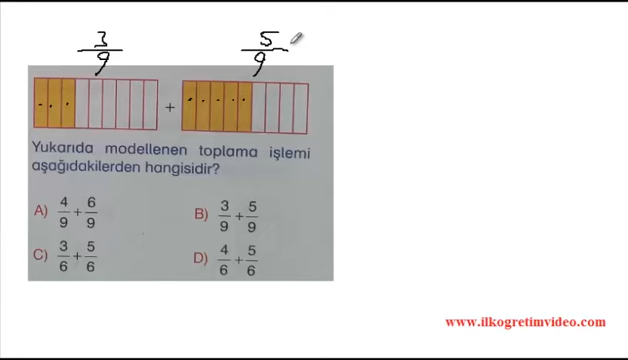 3/9 5/9
+
Yukarıda modellenen toplama işlemi
aşağıdakilerden hangisidir?
A) 4/9 + 6/9 B) 3/9 + 5/9
C) 3/6 + 5/6 D) 4/6 + 5/6
www.ilkogretimvideo.com